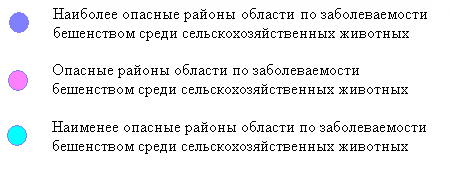 Наиболее опасные районы области по заболеваемости
бешенством среди сельскохозяйственных животных
Опасные районы области по заболеваемости
бешенством среди сельскохозяйственных животных
Наименее опасные районы области по заболеваемости
бешенством среди сельскохозяйственных животных